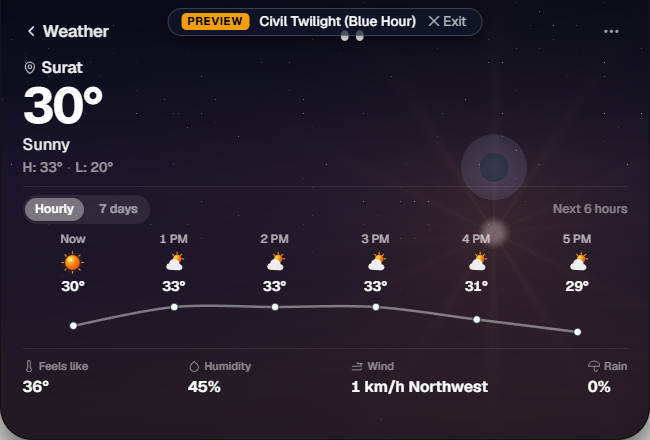 PREVIEW Civil Twilight (Blue Hour) Exit
Weather
Surat
30°
Sunny
H: 33° · L: 20°
Hourly 7 days Next 6 hours
Now 1 PM 2 PM 3 PM 4 PM 5 PM
30° 33° 33° 33° 31° 29°
Feels like Humidity Wind Rain
36° 45% 1 km/h Northwest 0%